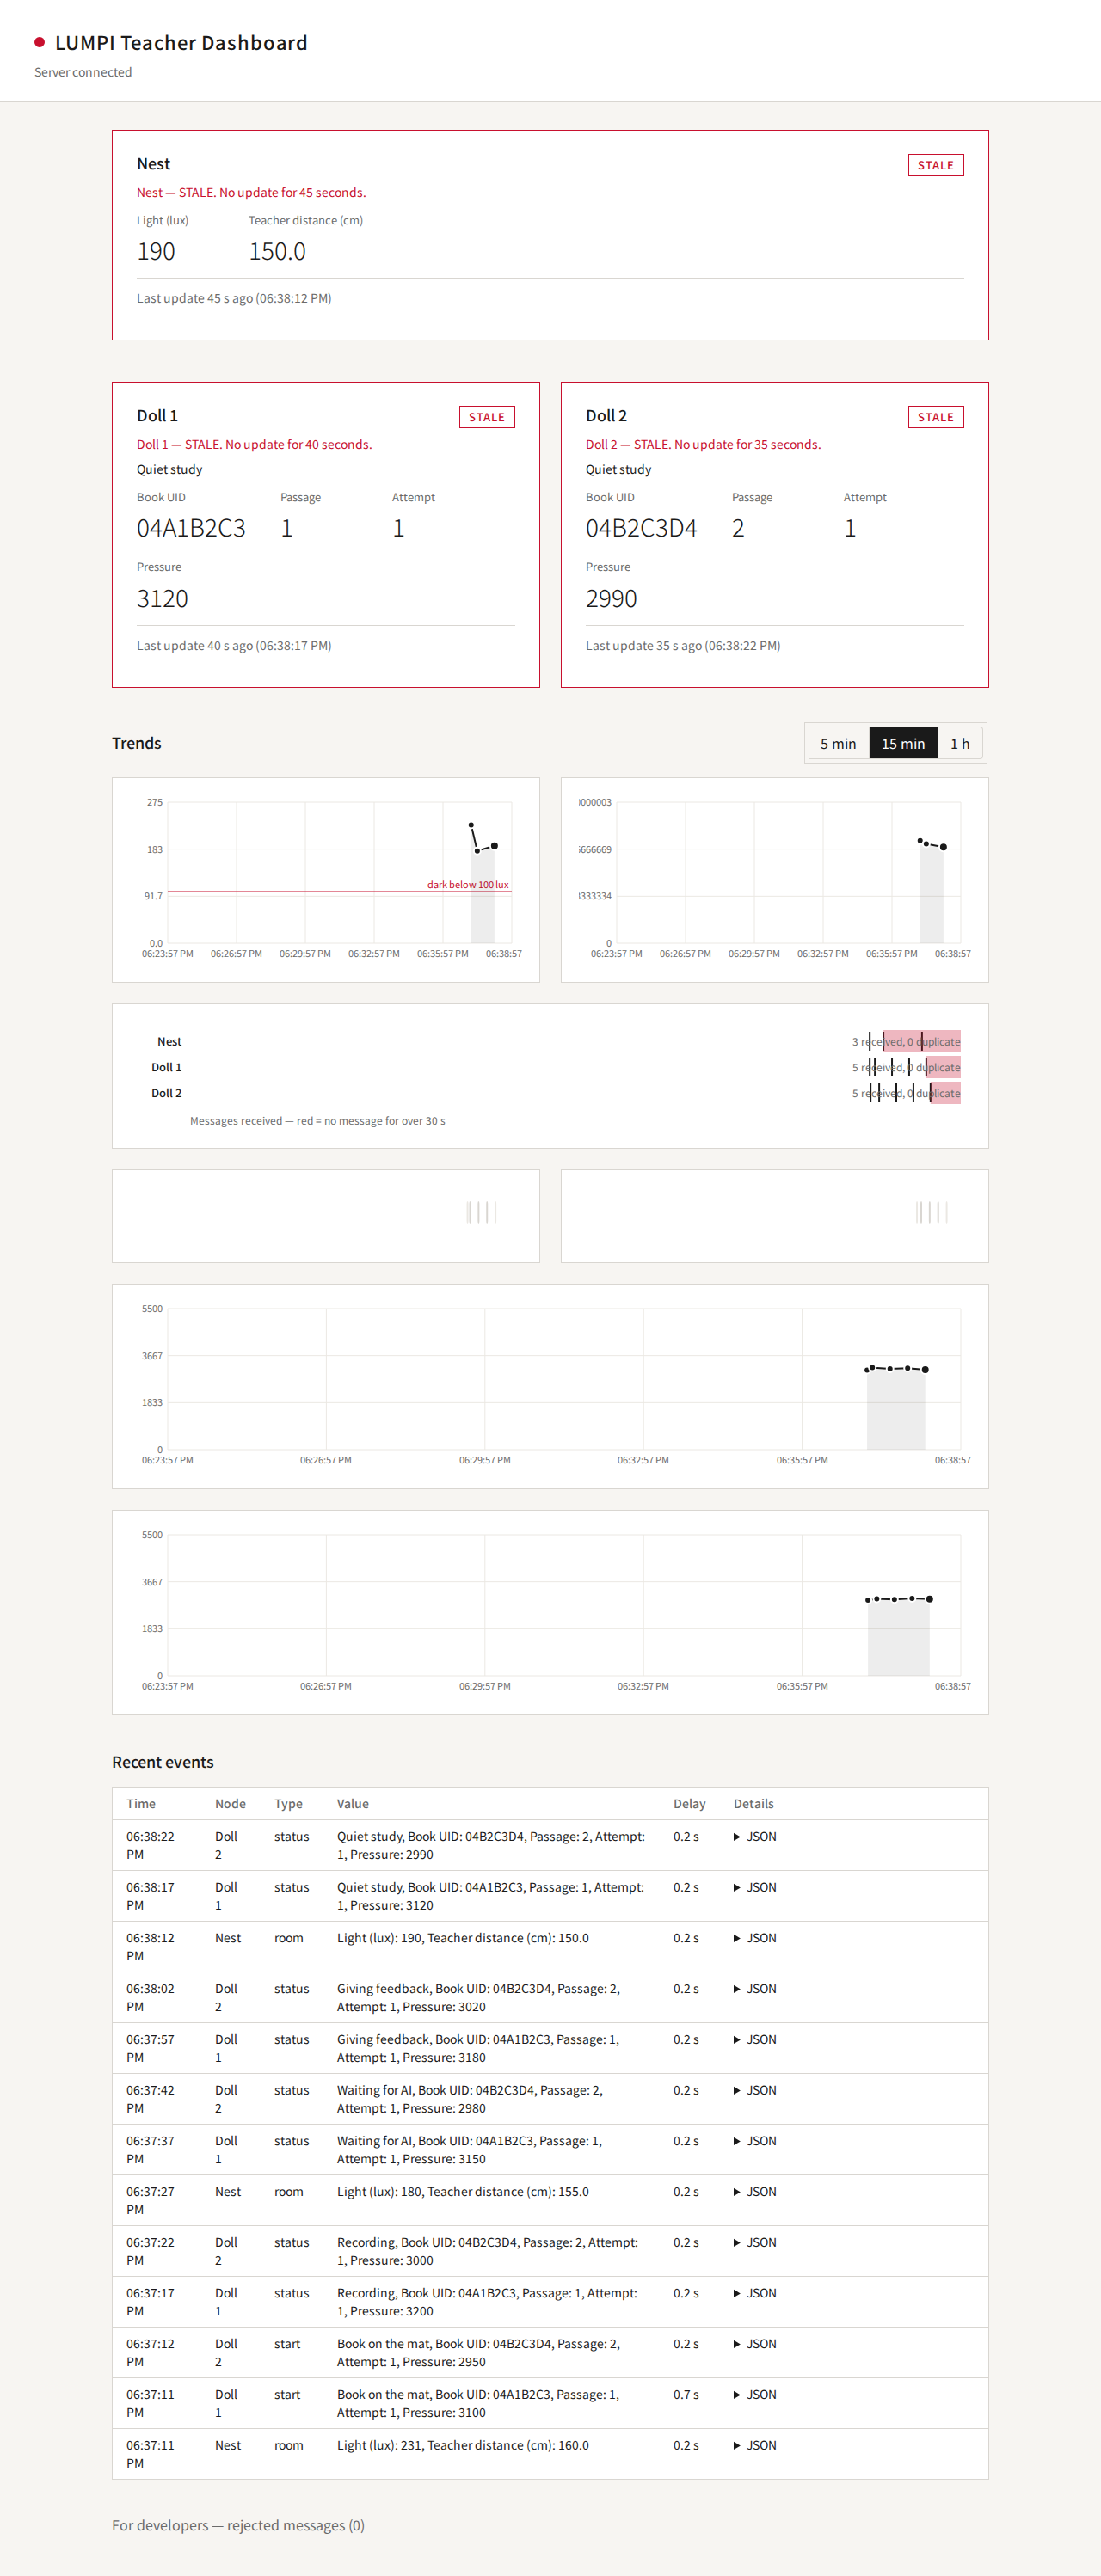 LUMPI Teacher Dashboard
Server connected
Nest
STALE
Nest — STALE. No update for 45 seconds.
Light (lux) Teacher distance (cm)
190 150.0
Last update 45 s ago (06:38:12 PM)
Doll 1
STALE
Doll 1 — STALE. No update for 40 seconds.
Quiet study
Book UID Passage Attempt
04A1B2C3 1 1
Pressure
3120
Last update 40 s ago (06:38:17 PM)
Doll 2
STALE
Doll 2 — STALE. No update for 35 seconds.
Quiet study
Book UID Passage Attempt
04B2C3D4 2 1
Pressure
2990
Last update 35 s ago (06:38:22 PM)
Trends
5 min 15 min 1 h
275
183
dark below 100 lux
91.7
0.0
06:23:57 PM 06:26:57 PM 06:29:57 PM 06:32:57 PM 06:35:57 PM 06:38:57
000003
666669
333334
0
06:23:57 PM 06:26:57 PM 06:29:57 PM 06:32:57 PM 06:35:57 PM 06:38:57
Nest 3 received, 0 duplicate
Doll 1 5 received, 0 duplicate
Doll 2 5 received, 0 duplicate
Messages received — red = no message for over 30 s
5500
3667
1833
0
06:23:57 PM 06:26:57 PM 06:29:57 PM 06:32:57 PM 06:35:57 PM 06:38:57
5500
3667
1833
0
06:23:57 PM 06:26:57 PM 06:29:57 PM 06:32:57 PM 06:35:57 PM 06:38:57
Recent events
Time Node Type Value Delay Details
06:38:22 Doll status Quiet study, Book UID: 04B2C3D4, Passage: 2, Attempt: 0.2 s JSON
PM 2 1, Pressure: 2990
06:38:17 Doll status Quiet study, Book UID: 04A1B2C3, Passage: 1, Attempt: 0.2 s JSON
PM 1 1, Pressure: 3120
06:38:12 Nest room Light (lux): 190, Teacher distance (cm): 150.0 0.2 s JSON
PM
06:38:02 Doll status Giving feedback, Book UID: 04B2C3D4, Passage: 2, 0.2 s JSON
PM 2 Attempt: 1, Pressure: 3020
06:37:57 Doll status Giving feedback, Book UID: 04A1B2C3, Passage: 1, 0.2 s JSON
PM 1 Attempt: 1, Pressure: 3180
06:37:42 Doll status Waiting for AI, Book UID: 04B2C3D4, Passage: 2, 0.2 s JSON
PM 2 Attempt: 1, Pressure: 2980
06:37:37 Doll status Waiting for AI, Book UID: 04A1B2C3, Passage: 1, 0.2 s JSON
PM 1 Attempt: 1, Pressure: 3150
06:37:27 Nest room Light (lux): 180, Teacher distance (cm): 155.0 0.2 s JSON
PM
06:37:22 Doll status Recording, Book UID: 04B2C3D4, Passage: 2, Attempt: 0.2 s JSON
PM 2 1, Pressure: 3000
06:37:17 Doll status Recording, Book UID: 04A1B2C3, Passage: 1, Attempt: 0.2 s JSON
PM 1 1, Pressure: 3200
06:37:12 Doll start Book on the mat, Book UID: 04B2C3D4, Passage: 2, 0.2 s JSON
PM 2 Attempt: 1, Pressure: 2950
06:37:11 Doll start Book on the mat, Book UID: 04A1B2C3, Passage: 1, 0.7 s JSON
PM 1 Attempt: 1, Pressure: 3100
06:37:11 Nest room Light (lux): 231, Teacher distance (cm): 160.0 0.2 s JSON
PM
For developers — rejected messages (0)